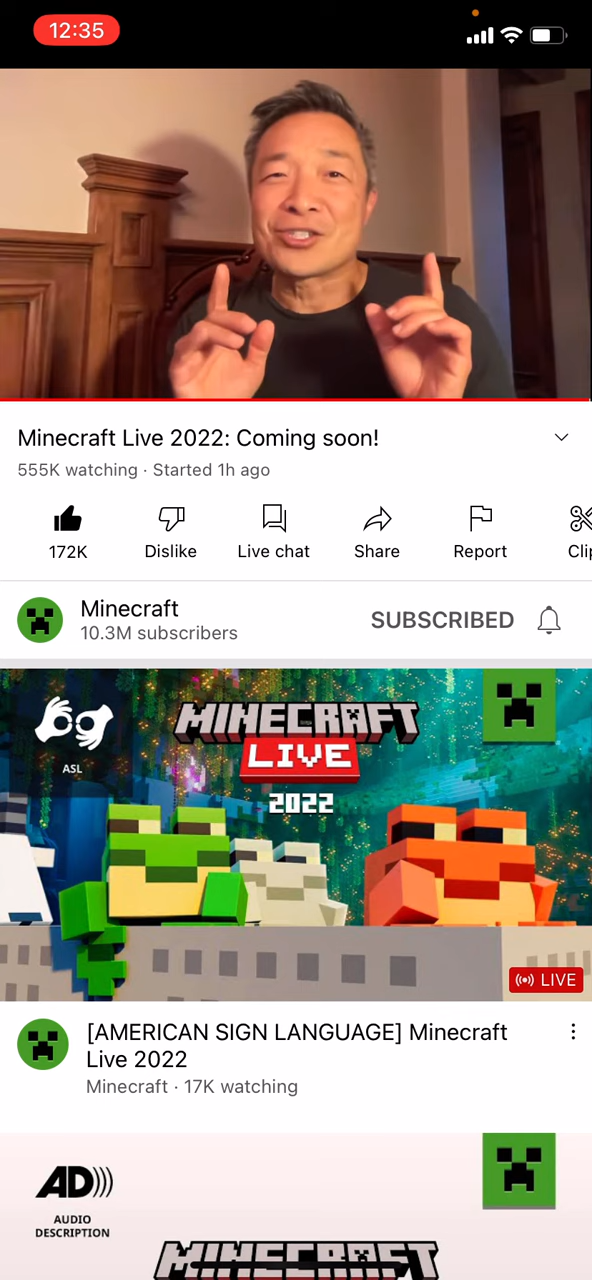 12:35
Minecraft Live 2022: Coming soon!
555K watching · Started 1h ago
172K
Dislike
Live chat
Share
Report
Clip
Minecraft
10.3M subscribers
SUBSCRIBED
ASL
MINECRAFT
LIVE
2022
LIVE
[AMERICAN SIGN LANGUAGE] Minecraft
Live 2022
Minecraft · 17K watching
AD
AUDIO
DESCRIPTION
MINECRAFT